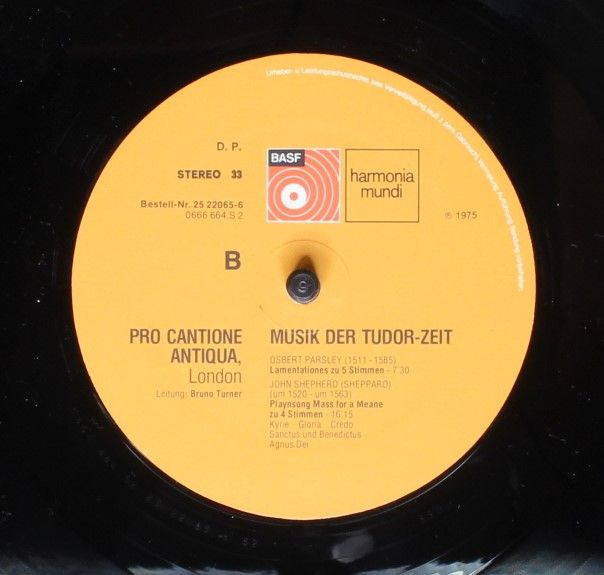 Urheber- u. Leistungsschutzrechte
D. P.
STEREO 33
BASF
harmonia
mundi
Bestell-Nr. 25 22065-6
0666 664.S 2
℗ 1975
B
PRO CANTIONE
ANTIQUA,
London
Leitung: Bruno Turner
MUSIK DER TUDOR-ZEIT
OSBERT PARSLEY (1511 - 1585)
Lamentationes zu 5 Stimmen - 7.30
JOHN SHEPHERD (SHEPPARD)
(um 1520 - um 1563)
Playnsung Mass for a Meane
zu 4 Stimmen - 16.15
Kyrie - Gloria - Credo
Sanctus und Benedictus
Agnus Dei